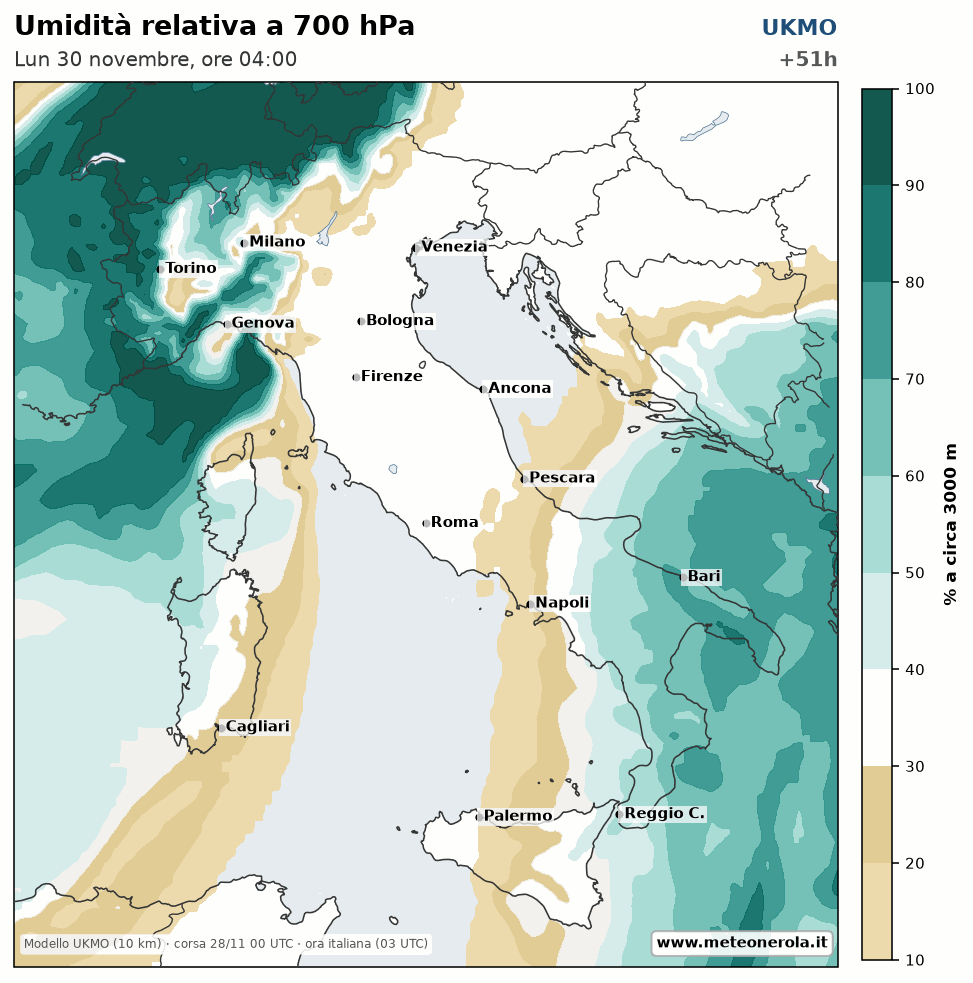 Umidità relativa a 700 hPa
UKMO
Lun 30 novembre, ore 04:00
+51h
Milano
Venezia
Torino
Genova
Bologna
Firenze
Ancona
Pescara
Roma
Bari
Napoli
Cagliari
Palermo
Reggio C.
Modello UKMO (10 km) · corsa 28/11 00 UTC · ora italiana (03 UTC)
www.meteonerola.it
100
90
80
70
60
50
40
30
20
10
% a circa 3000 m